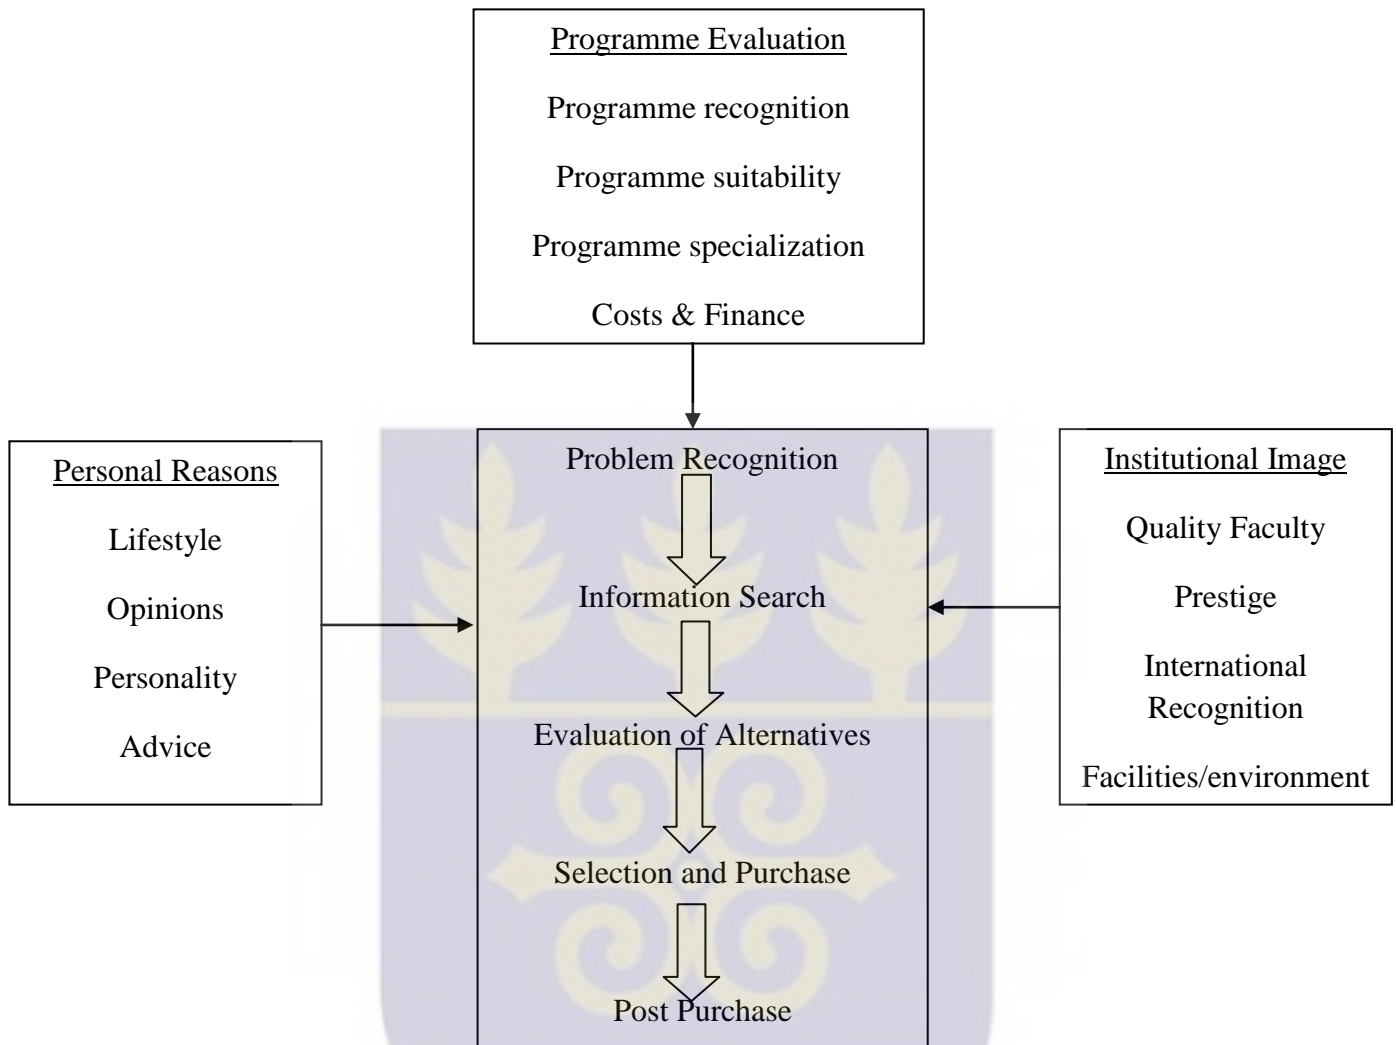 Programme Evaluation
Programme recognition
Programme suitability
Programme specialization
Costs & Finance
Personal Reasons
Lifestyle
Opinions
Personality
Advice
Problem Recognition
Information Search
Evaluation of Alternatives
Selection and Purchase
Post Purchase
Institutional Image
Quality Faculty
Prestige
International
Recognition
Facilities/environment